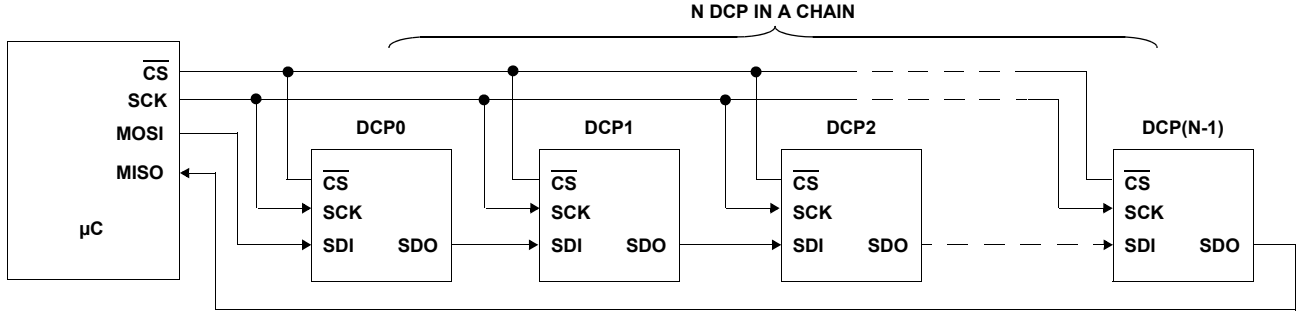 N DCP IN A CHAIN
CS
SCK
MOSI
MISO
µC
DCP0
CS
SCK
SDI SDO
DCP1
CS
SCK
SDI SDO
DCP2
CS
SCK
SDI SDO
DCP(N-1)
CS
SCK
SDI SDO